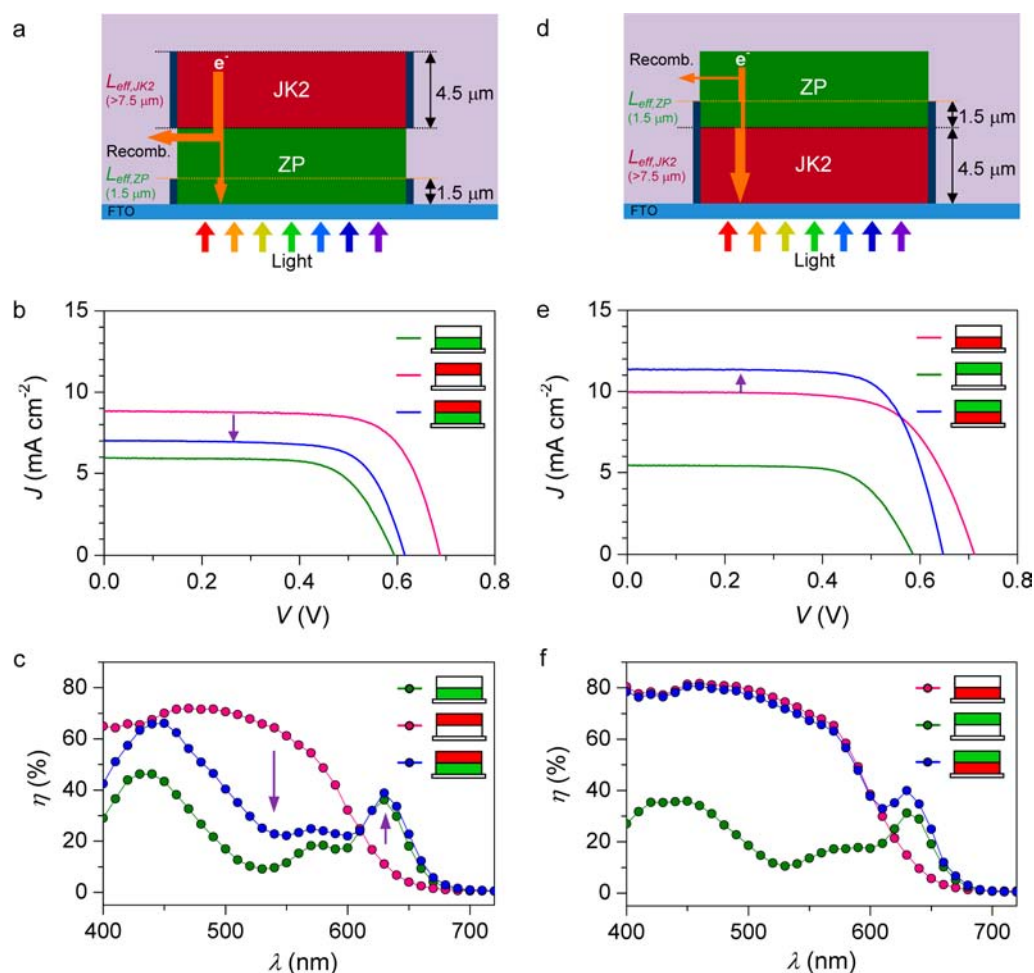 a
e-
L_eff,JK2
(>7.5 μm)
JK2
4.5 μm
Recomb.
ZP
L_eff,ZP
(1.5 μm)
1.5 μm
FTO
Light
d
e-
Recomb.
ZP
L_eff,ZP
(1.5 μm)
1.5 μm
L_eff,JK2
(>7.5 μm)
JK2
4.5 μm
FTO
Light
b
15
10
5
0
J (mA cm⁻²)
0.0 0.2 0.4 0.6 0.8
V (V)
e
15
10
5
0
J (mA cm⁻²)
0.0 0.2 0.4 0.6 0.8
V (V)
c
80
60
40
20
0
η (%)
400 500 600 700
λ (nm)
f
80
60
40
20
0
η (%)
400 500 600 700
λ (nm)